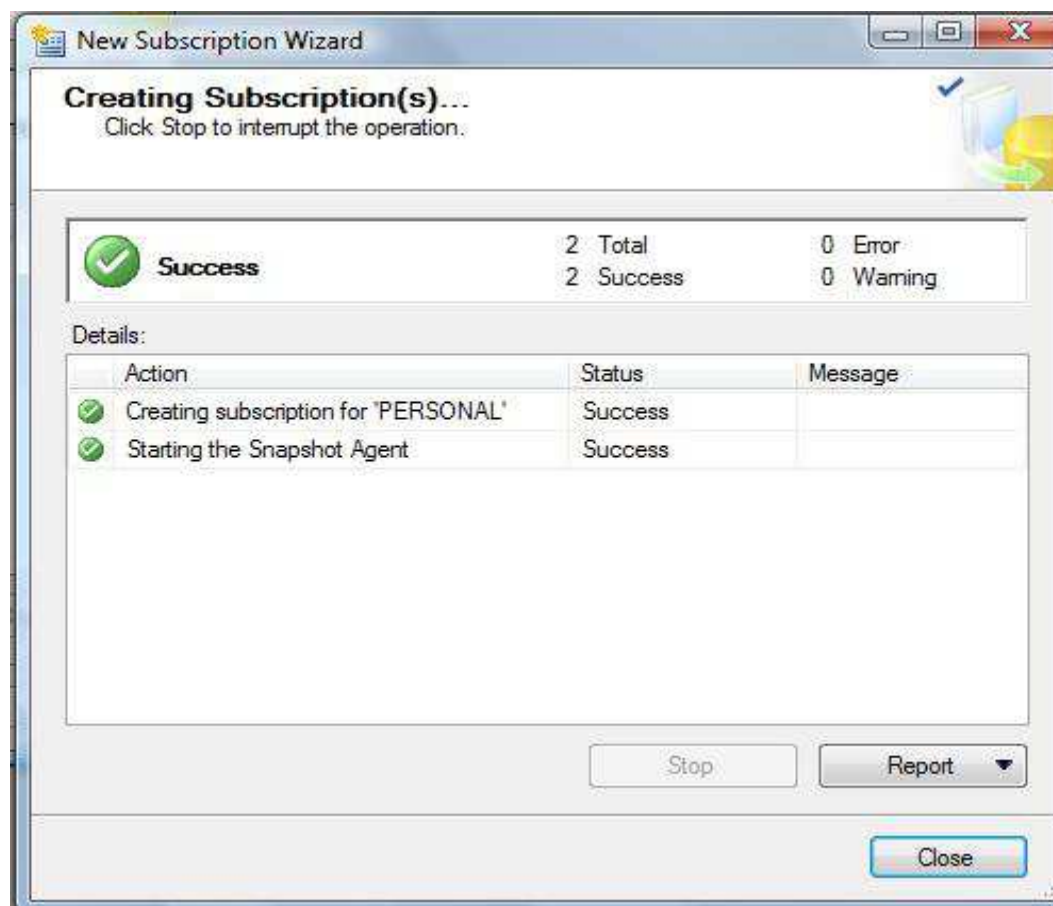 New Subscription Wizard
Creating Subscription(s)...
Click Stop to interrupt the operation.
Success
2 Total 0 Error
2 Success 0 Warning
Details:
Action Status Message
Creating subscription for 'PERSONAL' Success
Starting the Snapshot Agent Success
Stop Report
Close